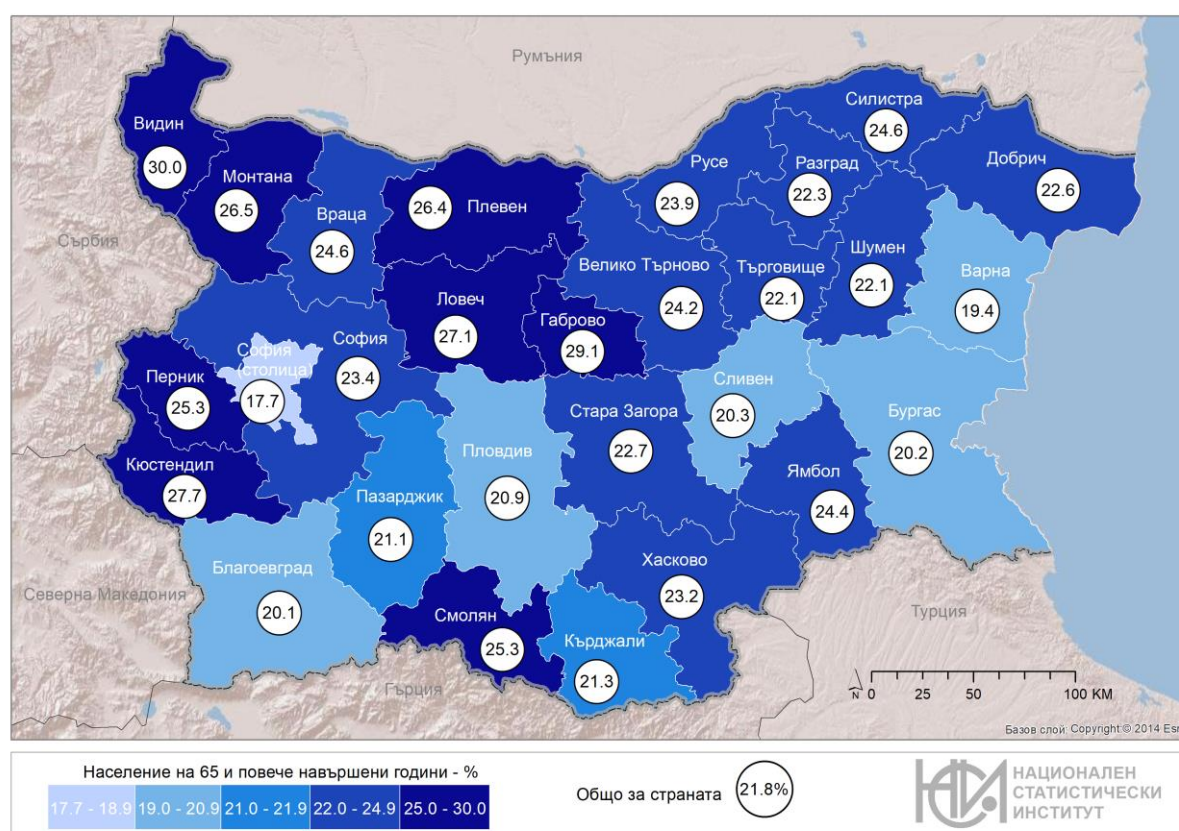 Румъния
Силистра
24.6
Видин
30.0
Монтана
26.5
Плевен
26.4
Русе
23.9
Разград
22.3
Добрич
22.6
Враца
24.6
Сърбия
Шумен
22.1
Велико Търново
24.2
Търговище
22.1
Варна
19.4
Ловеч
27.1
Габрово
29.1
София
23.4
София
(столица)
17.7
Перник
25.3
Сливен
20.3
Стара Загора
22.7
Бургас
20.2
Кюстендил
27.7
Пловдив
20.9
Ямбол
24.4
Пазарджик
21.1
Благоевград
20.1
Хасково
23.2
Северна Македония
Смолян
25.3
Турция
Кърджали
21.3
Гърция
N 0 25 50 100 KM
Базов слой: Copyright © 2014 Esr
Население на 65 и повече навършени години - %
17.7 - 18.9 19.0 - 20.9 21.0 - 21.9 22.0 - 24.9 25.0 - 30.0
Общо за страната 21.8%
НСИ
НАЦИОНАЛЕН
СТАТИСТИЧЕСКИ
ИНСТИТУТ